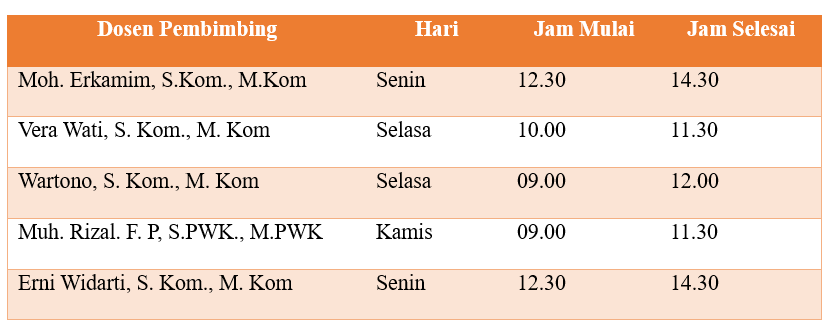 Dosen Pembimbing Hari Jam Mulai Jam Selesai
Moh. Erkamim, S.Kom., M.Kom Senin 12.30 14.30
Vera Wati, S. Kom., M. Kom Selasa 10.00 11.30
Wartono, S. Kom., M. Kom Selasa 09.00 12.00
Muh. Rizal. F. P, S.PWK., M.PWK Kamis 09.00 11.30
Erni Widarti, S. Kom., M. Kom Senin 12.30 14.30